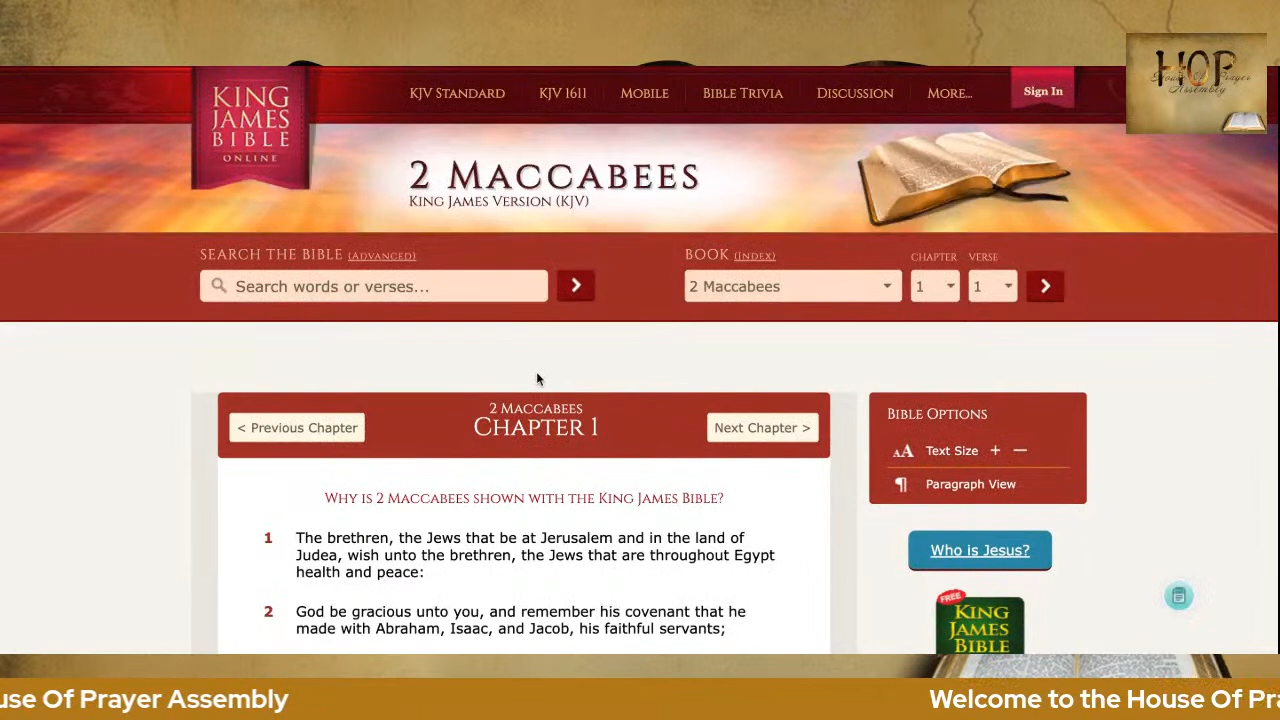 HOP
House Of Prayer
Assembly
KING
JAMES
BIBLE
ONLINE
KJV STANDARD KJV 1611 MOBILE BIBLE TRIVIA DISCUSSION MORE... Sign In
2 MACCABEES
KING JAMES VERSION (KJV)
SEARCH THE BIBLE (ADVANCED)
Search words or verses...
BOOK (INDEX) CHAPTER VERSE
2 Maccabees 1 1
< Previous Chapter
2 MACCABEES
CHAPTER 1
Next Chapter >
WHY IS 2 MACCABEES SHOWN WITH THE KING JAMES BIBLE?
1 The brethren, the Jews that be at Jerusalem and in the land of
Judea, wish unto the brethren, the Jews that are throughout Egypt
health and peace:
2 God be gracious unto you, and remember his covenant that he
made with Abraham, Isaac, and Jacob, his faithful servants;
BIBLE OPTIONS
AA Text Size + —
¶ Paragraph View
Who is Jesus?
FREE
KING
JAMES
BIBLE
use Of Prayer Assembly
Welcome to the House Of Pra